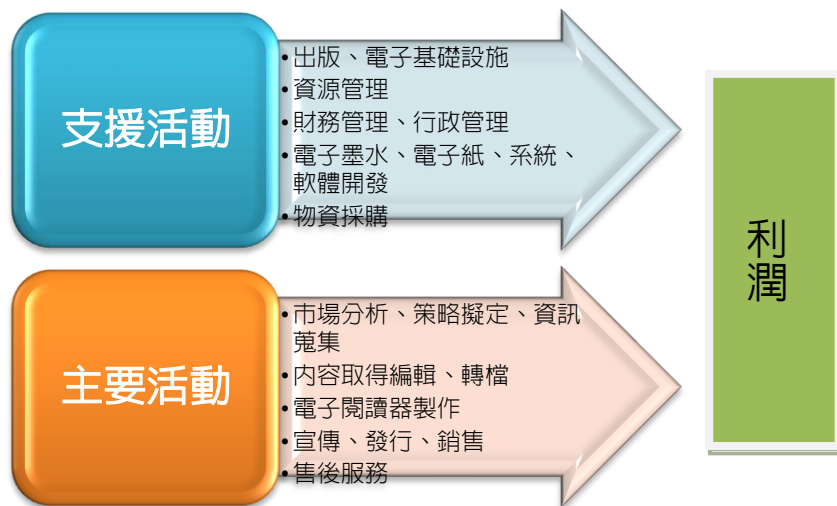 支援活動
•出版、電子基礎設施
•資源管理
•財務管理、行政管理
•電子墨水、電子紙、系統、
軟體開發
•物資採購
主要活動
•市場分析、策略擬定、資訊
蒐集
•內容取得編輯、轉檔
•電子閱讀器製作
•宣傳、發行、銷售
•售後服務
利潤